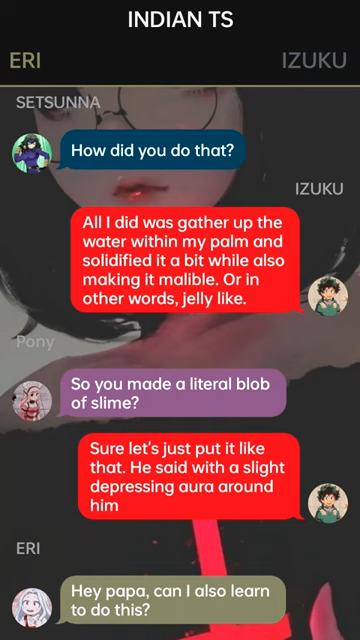 INDIAN TS
ERI
IZUKU
SETSUNNA
How did you do that?
IZUKU
All I did was gather up the
water within my palm and
solidified it a bit while also
making it malible. Or in
other words, jelly like.
Pony
So you made a literal blob
of slime?
Sure let's just put it like
that. He said with a slight
depressing aura around
him
ERI
Hey papa, can I also learn
to do this?